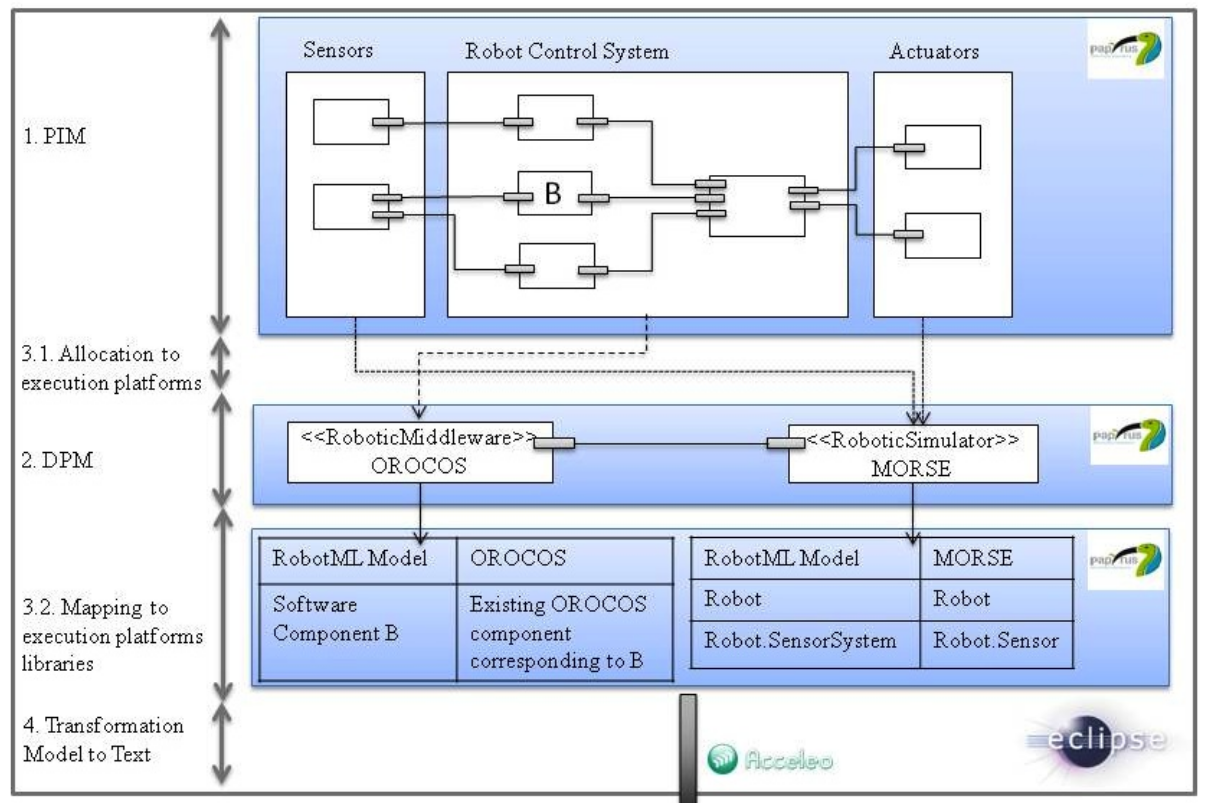 Sensors
Robot Control System
Actuators
papyrus
1. PIM
B
3.1. Allocation to
execution platforms
2. DPM
<<RoboticMiddleware>>
OROCOS
<<RoboticSimulator>>
MORSE
papyrus
3.2. Mapping to
execution platforms
libraries
RobotML Model
OROCOS
Software
Component B
Existing OROCOS
component
corresponding to B
RobotML Model
MORSE
Robot
Robot
Robot.SensorSystem
Robot.Sensor
papyrus
4. Transformation
Model to Text
Acceleo
eclipse